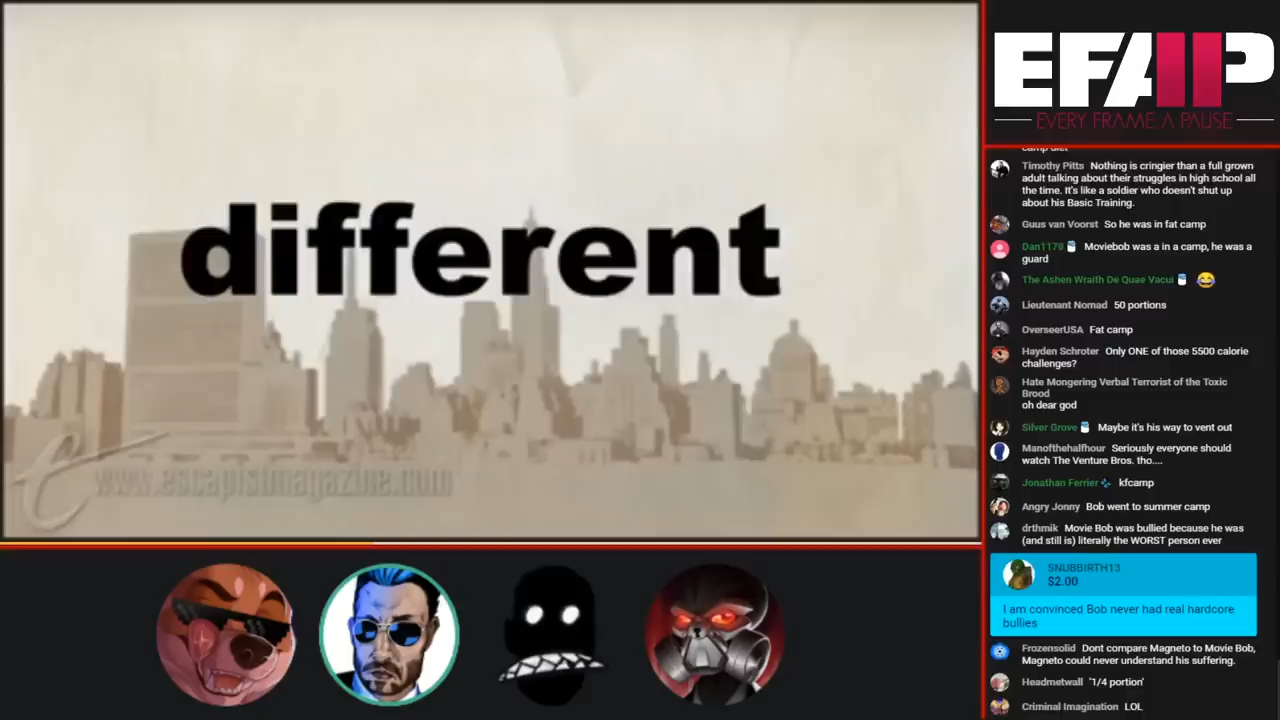 different
www.escapistmagazine.com
EFAP
EVERY FRAME A PAUSE
camp diet
Timothy Pitts Nothing is cringier than a full grown
adult talking about their struggles in high school all
the time. It's like a soldier who doesn't shut up
about his Basic Training.
Guus van Voorst So he was in fat camp
Dan1178 Moviebob was a in a camp, he was a
guard
The Ashen Wraith De Quae Vacui 😂
Lieutenant Nomad 50 portions
OverseerUSA Fat camp
Hayden Schroter Only ONE of those 5500 calorie
challenges?
Hate Mongering Verbal Terrorist of the Toxic
Brood
oh dear god
Silver Grove Maybe it's his way to vent out
Manofthehalfhour Seriously everyone should
watch The Venture Bros. tho....
Jonathan Ferrier kfcamp
Angry Jonny Bob went to summer camp
drthmik Movie Bob was bullied because he was
(and still is) literally the WORST person ever
SNUBBIRTH13
$2.00
I am convinced Bob never had real hardcore
bullies
Frozensolid Dont compare Magneto to Movie Bob,
Magneto could never understand his suffering.
Headmetwall '1/4 portion'
Criminal Imagination LOL